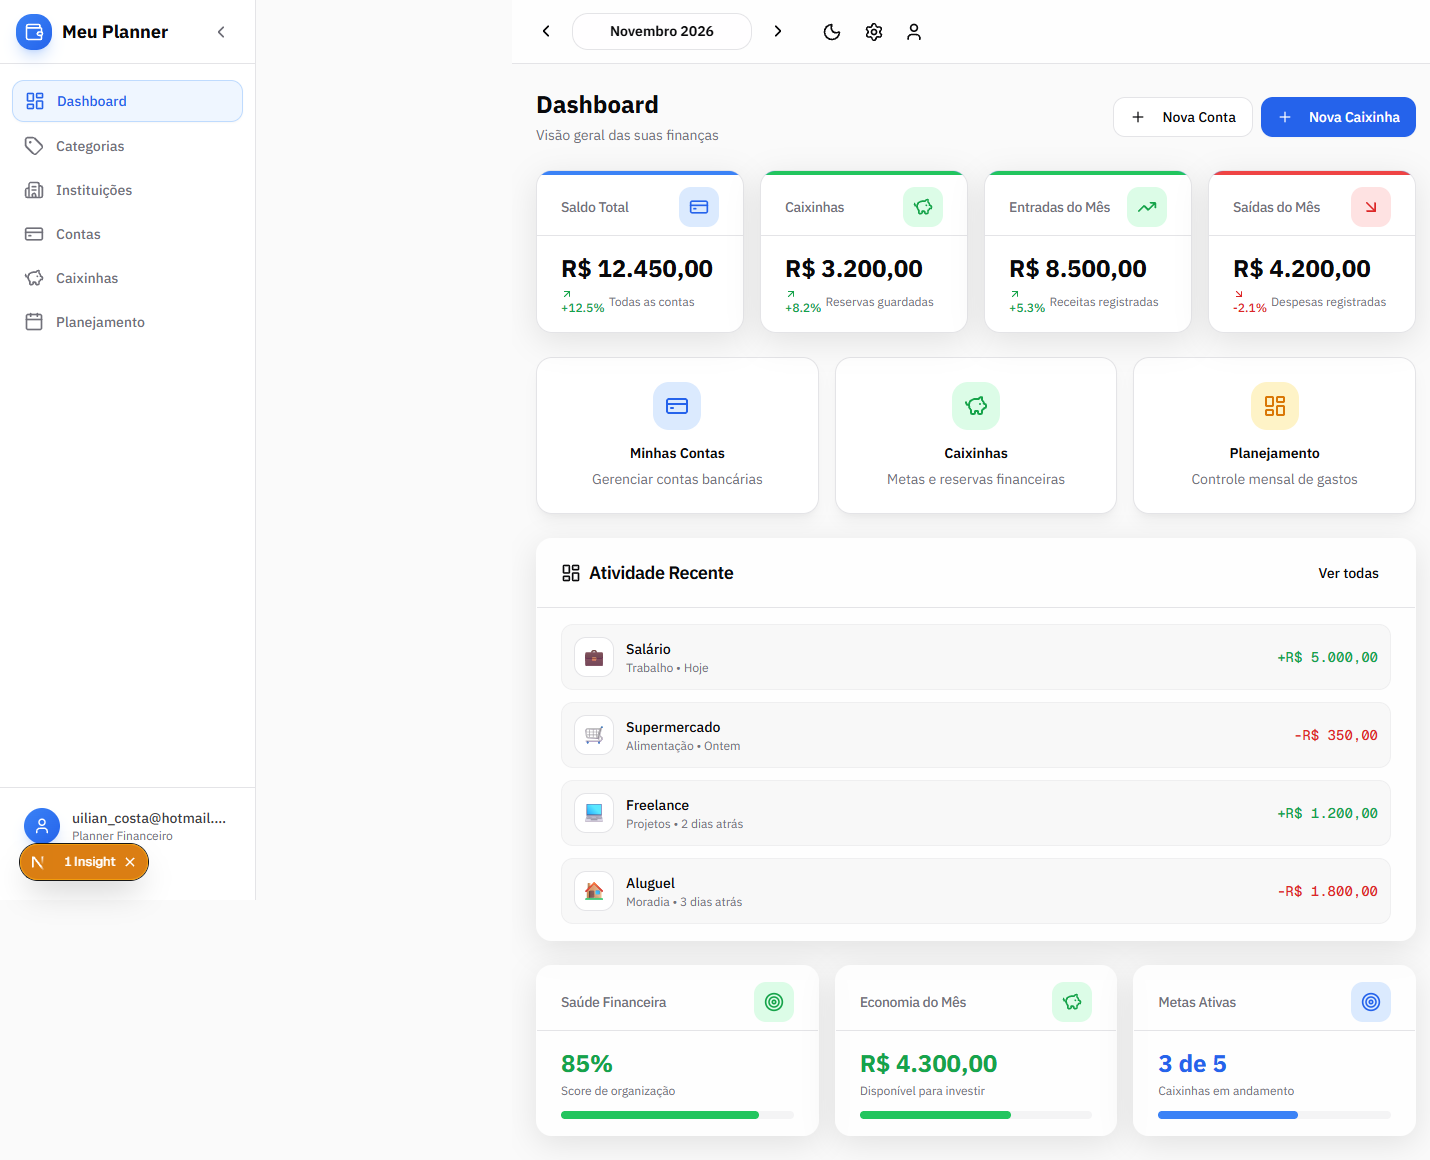 Meu Planner
Dashboard
Categorias
Instituições
Contas
Caixinhas
Planejamento
uilian_costa@hotmail....
Planner Financeiro
1 Insight
Novembro 2026
Dashboard
Visão geral das suas finanças
Nova Conta
Nova Caixinha
Saldo Total
R$ 12.450,00
+12.5% Todas as contas
Caixinhas
R$ 3.200,00
+8.2% Reservas guardadas
Entradas do Mês
R$ 8.500,00
+5.3% Receitas registradas
Saídas do Mês
R$ 4.200,00
-2.1% Despesas registradas
Minhas Contas
Gerenciar contas bancárias
Caixinhas
Metas e reservas financeiras
Planejamento
Controle mensal de gastos
Atividade Recente
Ver todas
Salário
Trabalho • Hoje
+R$ 5.000,00
Supermercado
Alimentação • Ontem
-R$ 350,00
Freelance
Projetos • 2 dias atrás
+R$ 1.200,00
Aluguel
Moradia • 3 dias atrás
-R$ 1.800,00
Saúde Financeira
85%
Score de organização
Economia do Mês
R$ 4.300,00
Disponível para investir
Metas Ativas
3 de 5
Caixinhas em andamento